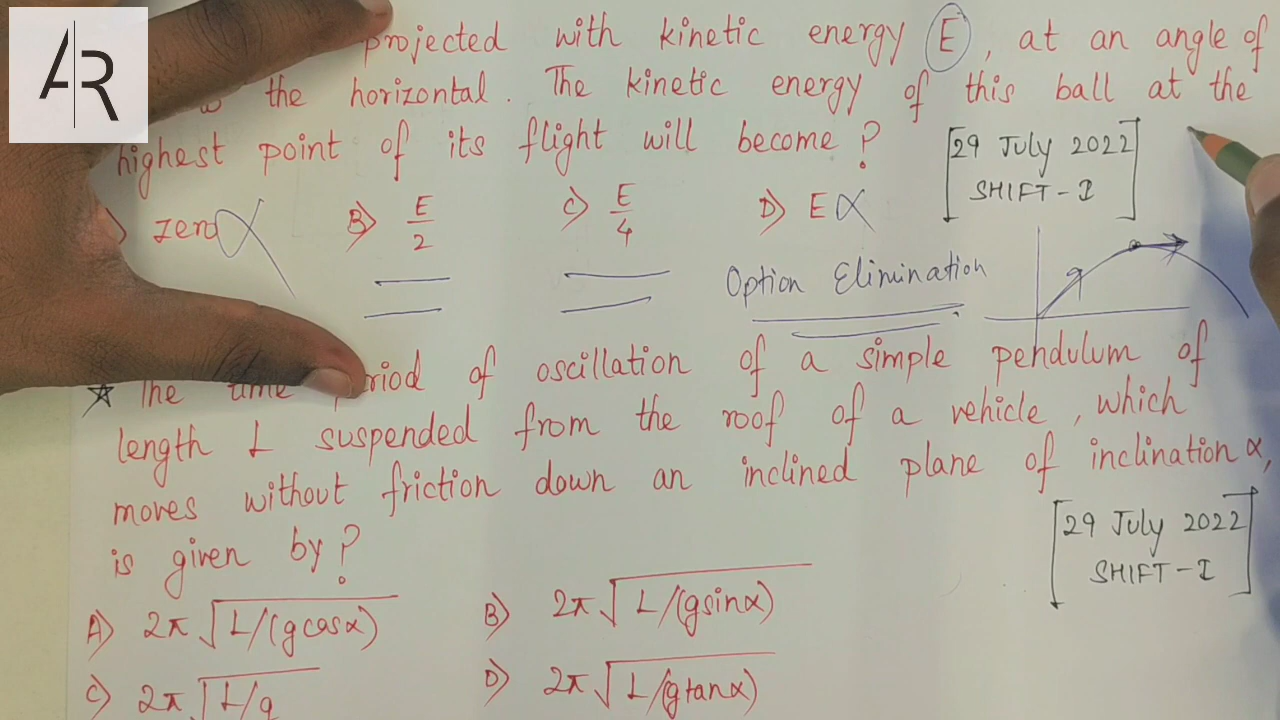 AR
projected with kinetic energy E, at an angle of
the horizontal. The kinetic energy of this ball at the
highest point of its flight will become?
[29 July 2022
SHIFT-I]
zero B) E/2 C) E/4 D) E
Option Elimination
☆ The time period of oscillation of a simple pendulum of
length L suspended from the roof of a vehicle, which
moves without friction down an inclined plane of inclination α,
is given by?
[29 July 2022
SHIFT-I]
A) 2π√L/(gcosα) B) 2π√L/(gsinα)
C) 2π√L/g D) 2π√L/(gtanα)